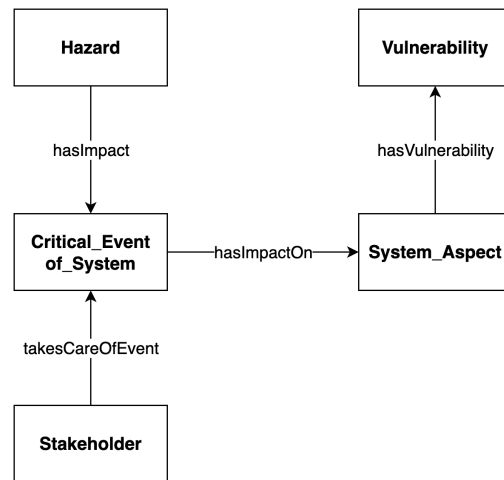 Hazard
Vulnerability
hasImpact
hasVulnerability
Critical_Event
of_System
hasImpactOn
System_Aspect
takesCareOfEvent
Stakeholder